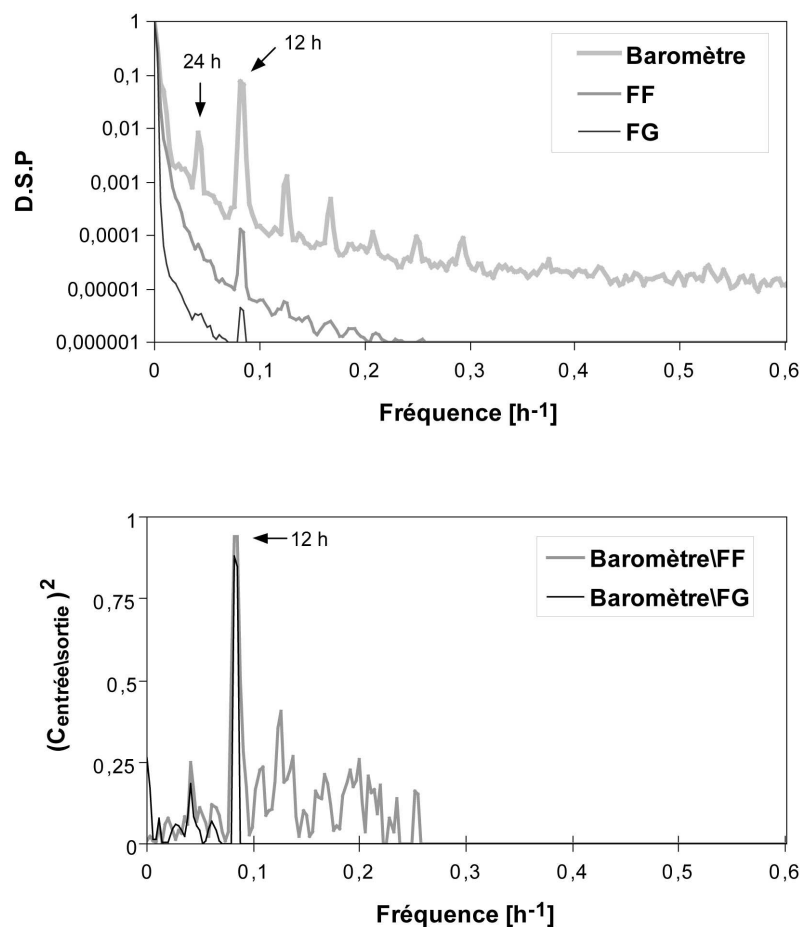 1
0,1
0,01
0,001
0,0001
0,00001
0,000001
D.S.P
24 h
12 h
Baromètre
FF
FG
0 0,1 0,2 0,3 0,4 0,5 0,6
Fréquence [h-1]
1
0.75
0,5
0,25
0
(Centrée\sortie )2
12 h
Baromètre\FF
Baromètre\FG
0 0,1 0,2 0,3 0,4 0,5 0,6
Fréquence [h-1]